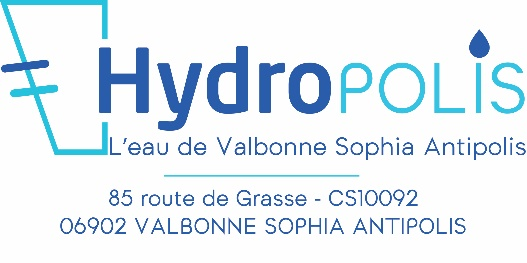 HydroPOLIS
L'eau de Valbonne Sophia Antipolis
85 route de Grasse - CS10092
06902 VALBONNE SOPHIA ANTIPOLIS